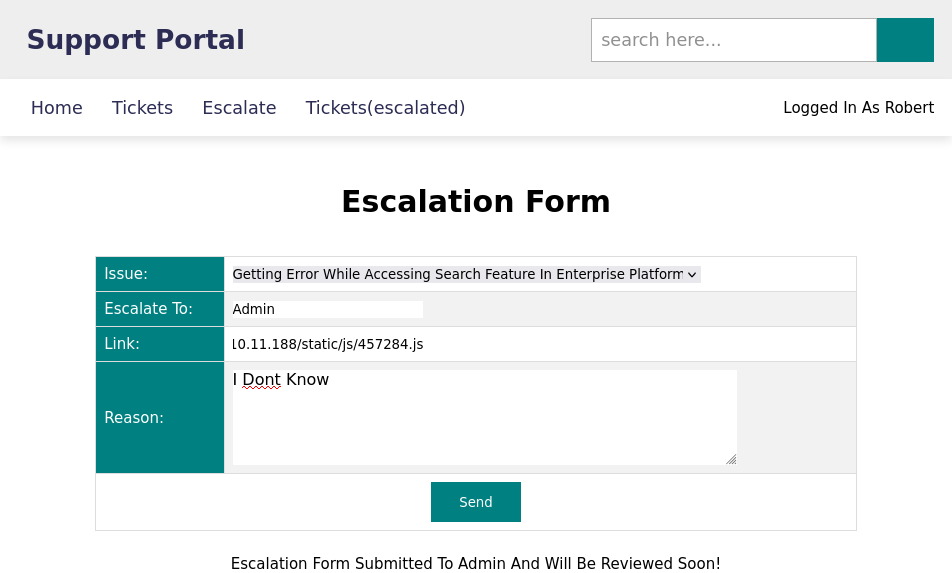 Support Portal
search here...
Home Tickets Escalate Tickets(escalated) Logged In As Robert
Escalation Form
Issue: Getting Error While Accessing Search Feature In Enterprise Platform
Escalate To: Admin
Link: 10.11.188/static/js/457284.js
Reason: I Dont Know
Send
Escalation Form Submitted To Admin And Will Be Reviewed Soon!